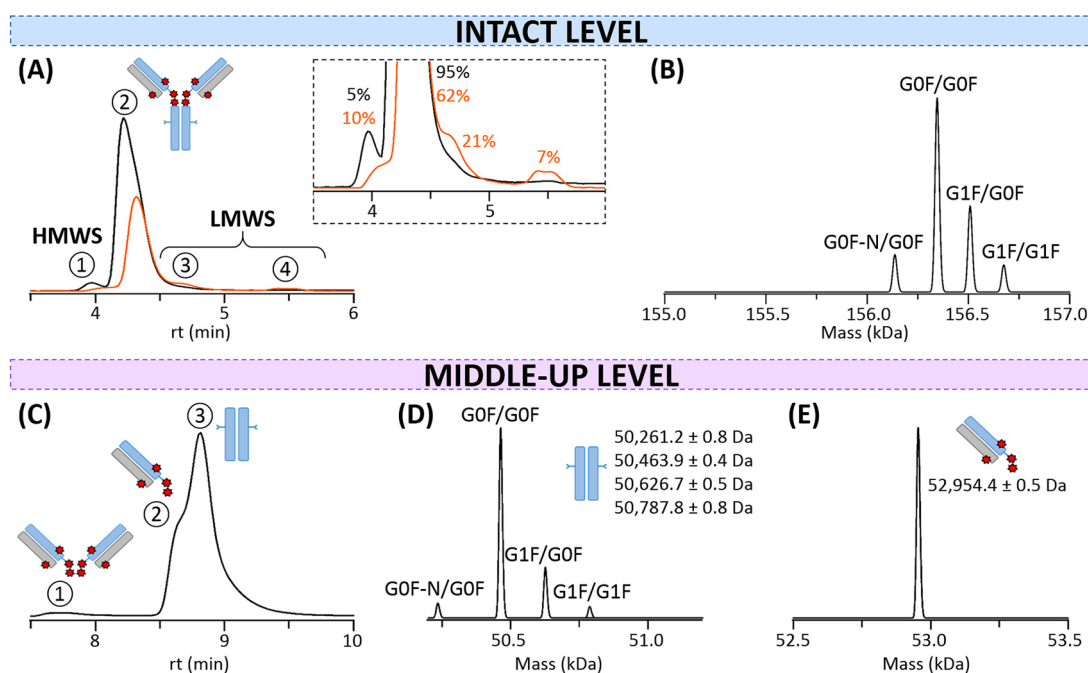 INTACT LEVEL
(A)
2
5%
10%
95%
62%
21%
7%
4
5
HMWS
1
LMWS
3
4
4
5
6
rt (min)
(B)
G0F/G0F
G1F/G0F
G0F-N/G0F
G1F/G1F
155.0
155.5
156.0
156.5
157.0
Mass (kDa)
MIDDLE-UP LEVEL
(C)
3
2
1
8
9
10
rt (min)
(D)
G0F/G0F
50,261.2 ± 0.8 Da
50,463.9 ± 0.4 Da
50,626.7 ± 0.5 Da
50,787.8 ± 0.8 Da
G1F/G0F
G0F-N/G0F
G1F/G1F
50.5
51.0
Mass (kDa)
(E)
52,954.4 ± 0.5 Da
52.5
53.0
53.5
Mass (kDa)